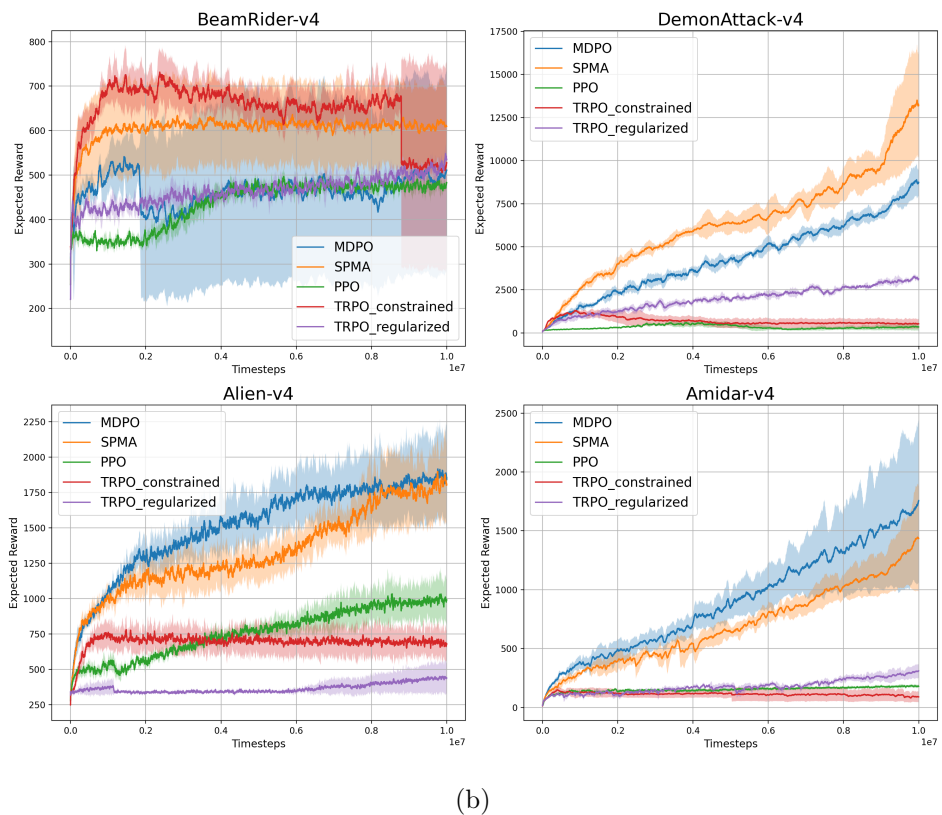 BeamRider-v4
800
700
600
500
400
300
200
Expected Reward
MDPO
SPMA
PPO
TRPO_constrained
TRPO_regularized
0.0 0.2 0.4 0.6 0.8 1.0
1e7
Timesteps
DemonAttack-v4
17500
15000
12500
10000
7500
5000
2500
0
Expected Reward
MDPO
SPMA
PPO
TRPO_constrained
TRPO_regularized
0.0 0.2 0.4 0.6 0.8 1.0
1e7
Timesteps
Alien-v4
2250
2000
1750
1500
1250
1000
750
500
250
Expected Reward
MDPO
SPMA
PPO
TRPO_constrained
TRPO_regularized
0.0 0.2 0.4 0.6 0.8 1.0
1e7
Timesteps
Amidar-v4
2500
2000
1500
1000
500
0
Expected Reward
MDPO
SPMA
PPO
TRPO_constrained
TRPO_regularized
0.0 0.2 0.4 0.6 0.8 1.0
1e7
Timesteps
(b)